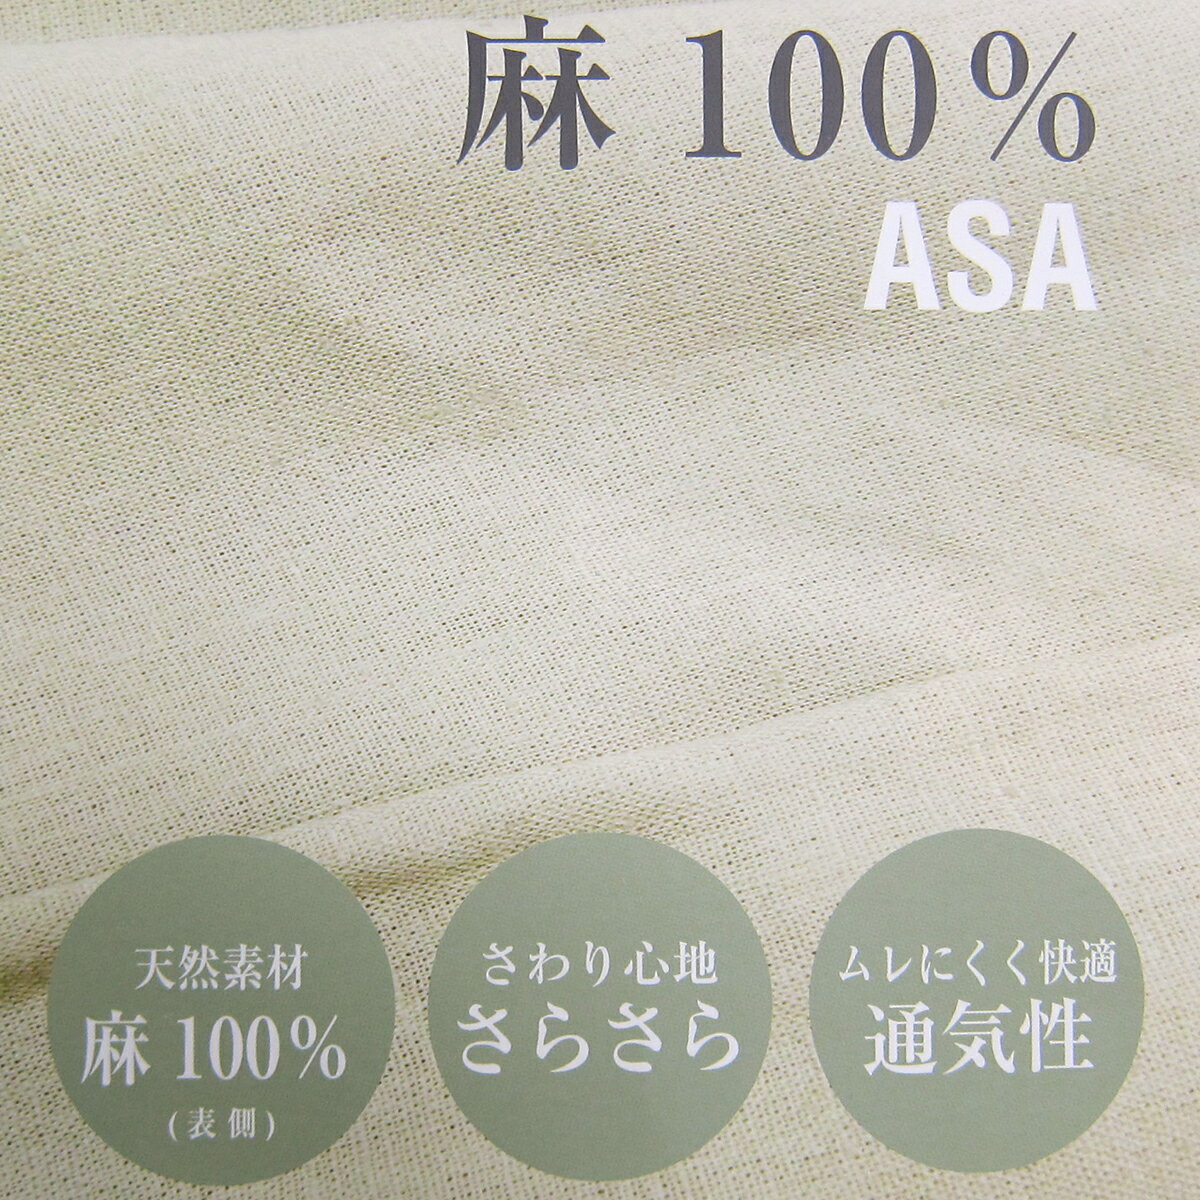 麻 100%
ASA
天然素材
麻 100%
(表側)
さわり心地
さらさら
ムレにくく快適
通気性